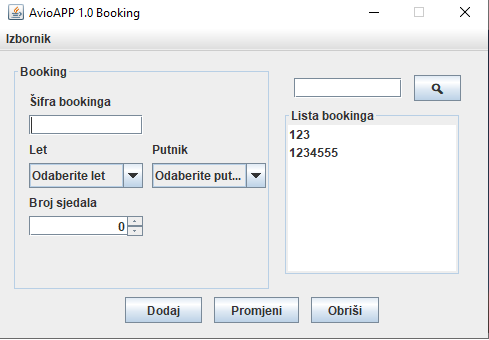 AvioAPP 1.0 Booking
Izbornik
Booking
Šifra bookinga
Let
Putnik
Odaberite let
Odaberite put...
Broj sjedala
0
Lista bookinga
123
1234555
Dodaj
Promjeni
Obriši